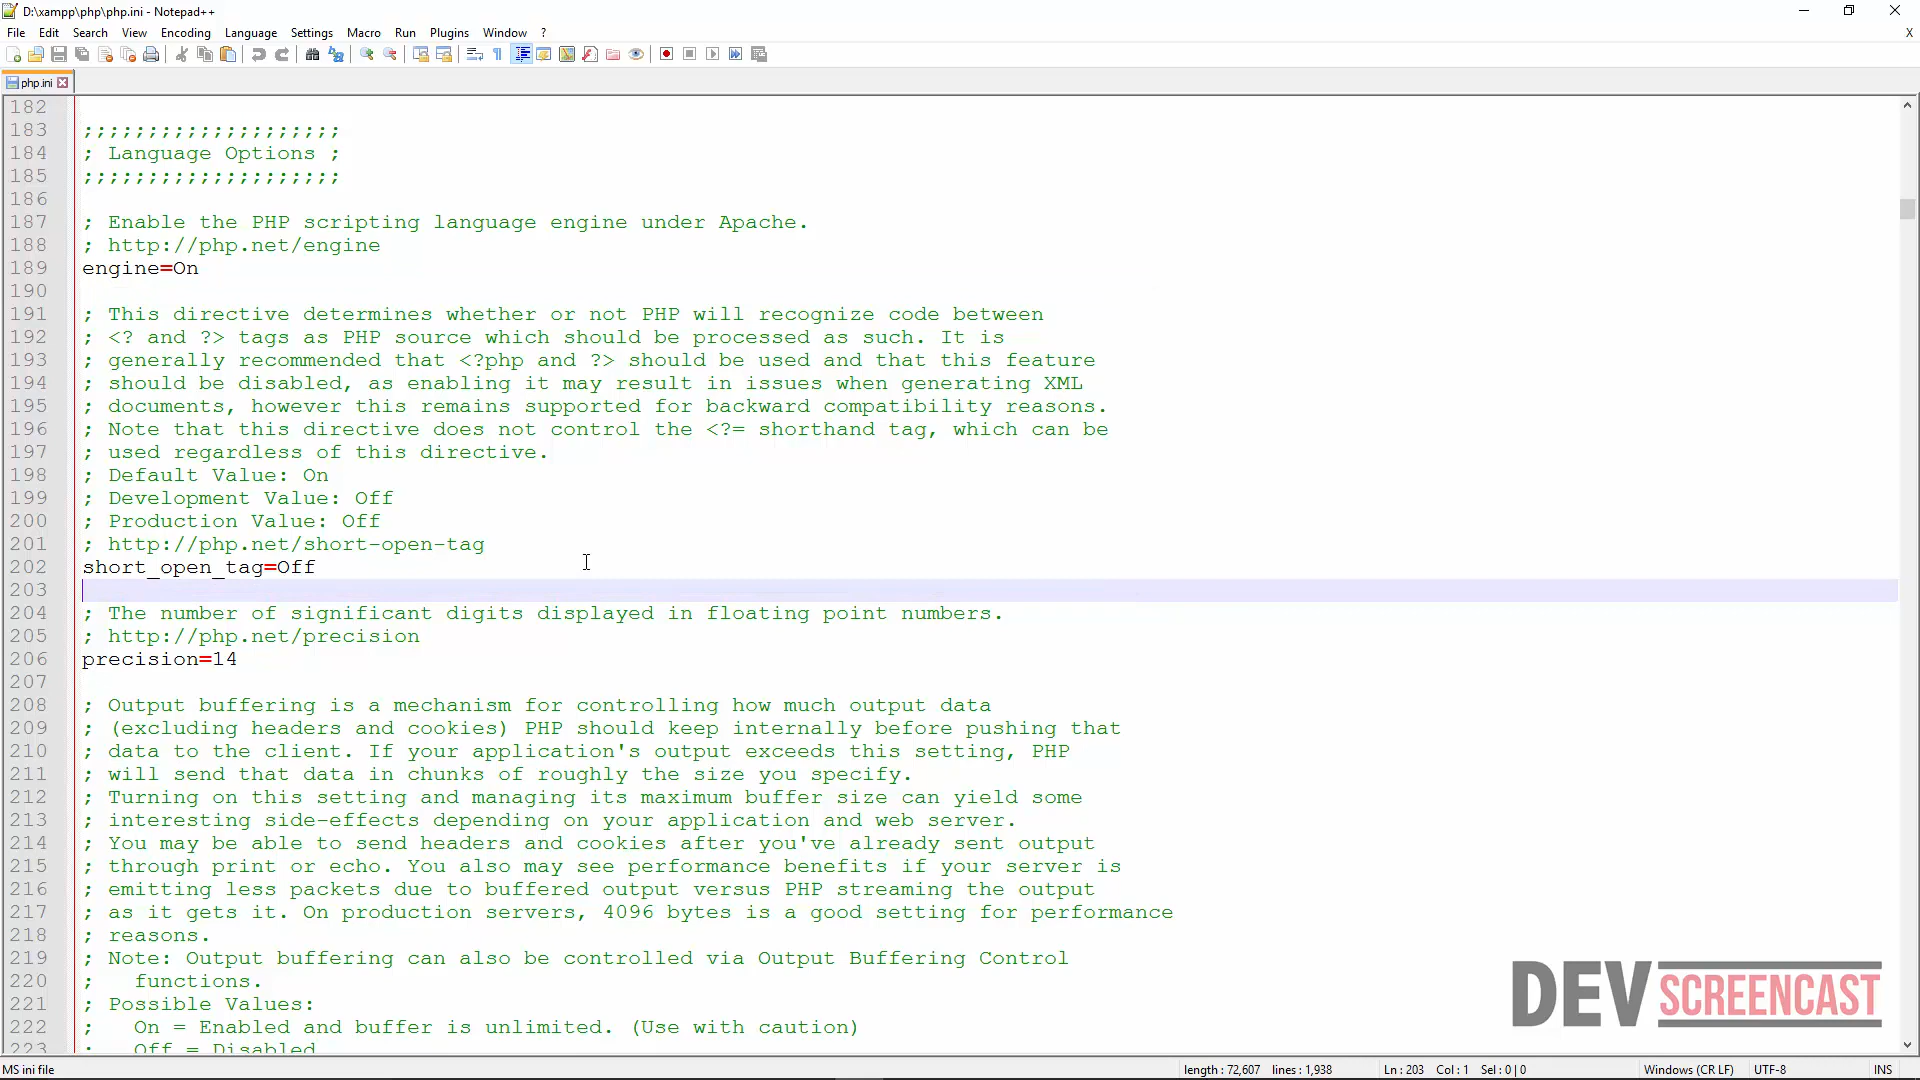 D:\xampp\php\php.ini - Notepad++
File Edit Search View Encoding Language Settings Macro Run Plugins Window ? X
php.ini
182
183 ;;;;;;;;;;;;;;;;;;;;
184 ; Language Options ;
185 ;;;;;;;;;;;;;;;;;;;;
186
187 ; Enable the PHP scripting language engine under Apache.
188 ; http://php.net/engine
189 engine=On
190
191 ; This directive determines whether or not PHP will recognize code between
192 ; <? and ?> tags as PHP source which should be processed as such. It is
193 ; generally recommended that <?php and ?> should be used and that this feature
194 ; should be disabled, as enabling it may result in issues when generating XML
195 ; documents, however this remains supported for backward compatibility reasons.
196 ; Note that this directive does not control the <?= shorthand tag, which can be
197 ; used regardless of this directive.
198 ; Default Value: On
199 ; Development Value: Off
200 ; Production Value: Off
201 ; http://php.net/short-open-tag
202 short_open_tag=Off
203
204 ; The number of significant digits displayed in floating point numbers.
205 ; http://php.net/precision
206 precision=14
207
208 ; Output buffering is a mechanism for controlling how much output data
209 ; (excluding headers and cookies) PHP should keep internally before pushing that
210 ; data to the client. If your application's output exceeds this setting, PHP
211 ; will send that data in chunks of roughly the size you specify.
212 ; Turning on this setting and managing its maximum buffer size can yield some
213 ; interesting side-effects depending on your application and web server.
214 ; You may be able to send headers and cookies after you've already sent output
215 ; through print or echo. You also may see performance benefits if your server is
216 ; emitting less packets due to buffered output versus PHP streaming the output
217 ; as it gets it. On production servers, 4096 bytes is a good setting for performance
218 ; reasons.
219 ; Note: Output buffering can also be controlled via Output Buffering Control
220 ;   functions.
221 ; Possible Values:
222 ;   On = Enabled and buffer is unlimited. (Use with caution)
223 ;   Off = Disabled
DEV SCREENCAST
MS ini file length : 72,607 lines : 1,938 Ln : 203 Col : 1 Sel : 0 | 0 Windows (CR LF) UTF-8 INS